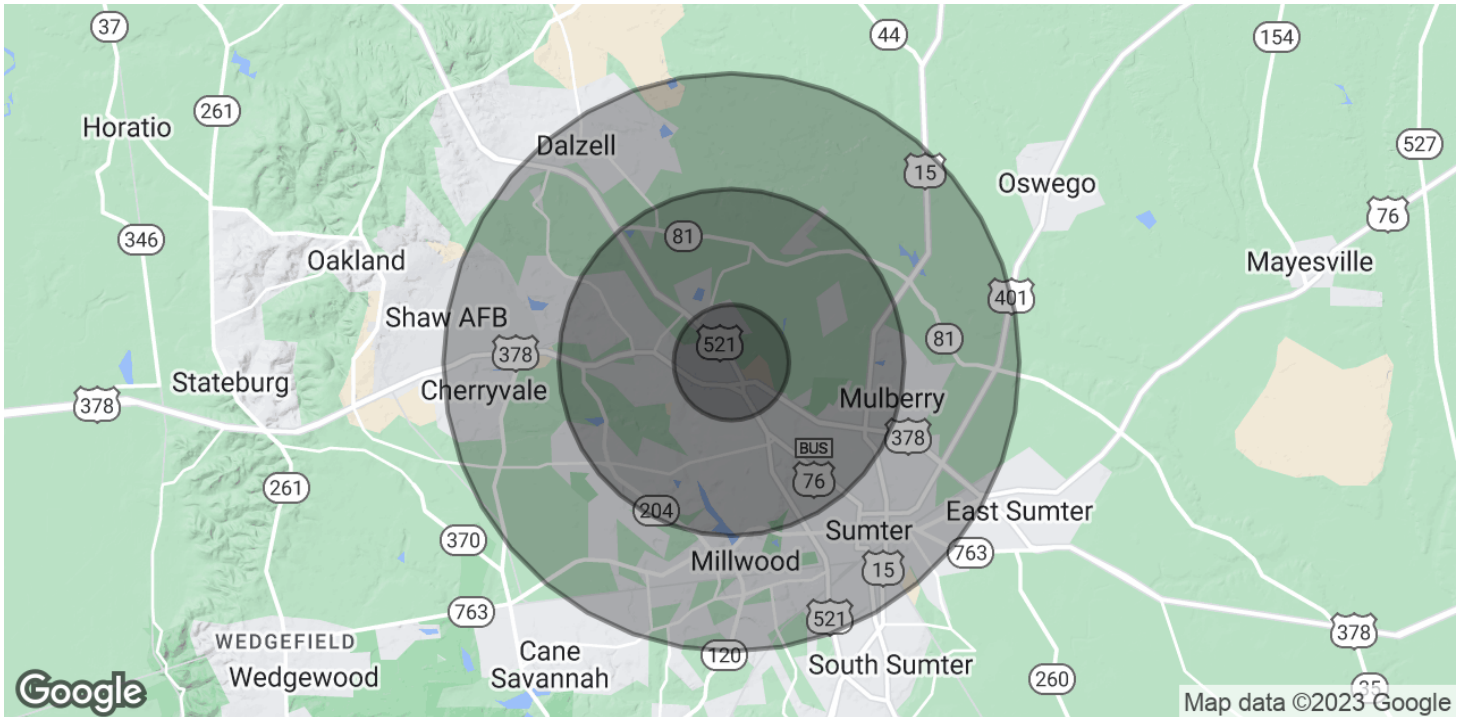 37
44
154
261
Horatio
Dalzell
527
15
Oswego
76
346
81
Oakland
Mayesville
401
Shaw AFB
521
81
378
Stateburg
Cherryvale
Mulberry
378
378
BUS
76
261
204
East Sumter
Sumter
370
763
Millwood
15
763
521
378
WEDGEFIELD
Wedgewood
Cane
Savannah
120
South Sumter
260
35
Google
Map data ©2023 Google